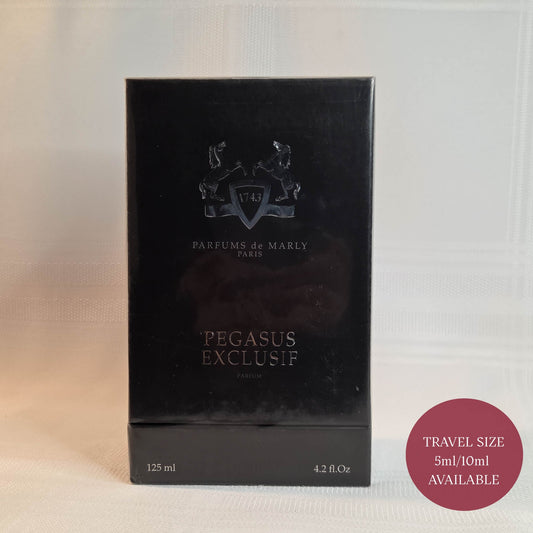 1743
PARFUMS de MARLY
PARIS
PEGASUS
EXCLUSIF
PARFUM
125 ml
4.2 fl.Oz
TRAVEL SIZE
5ml/10ml
AVAILABLE